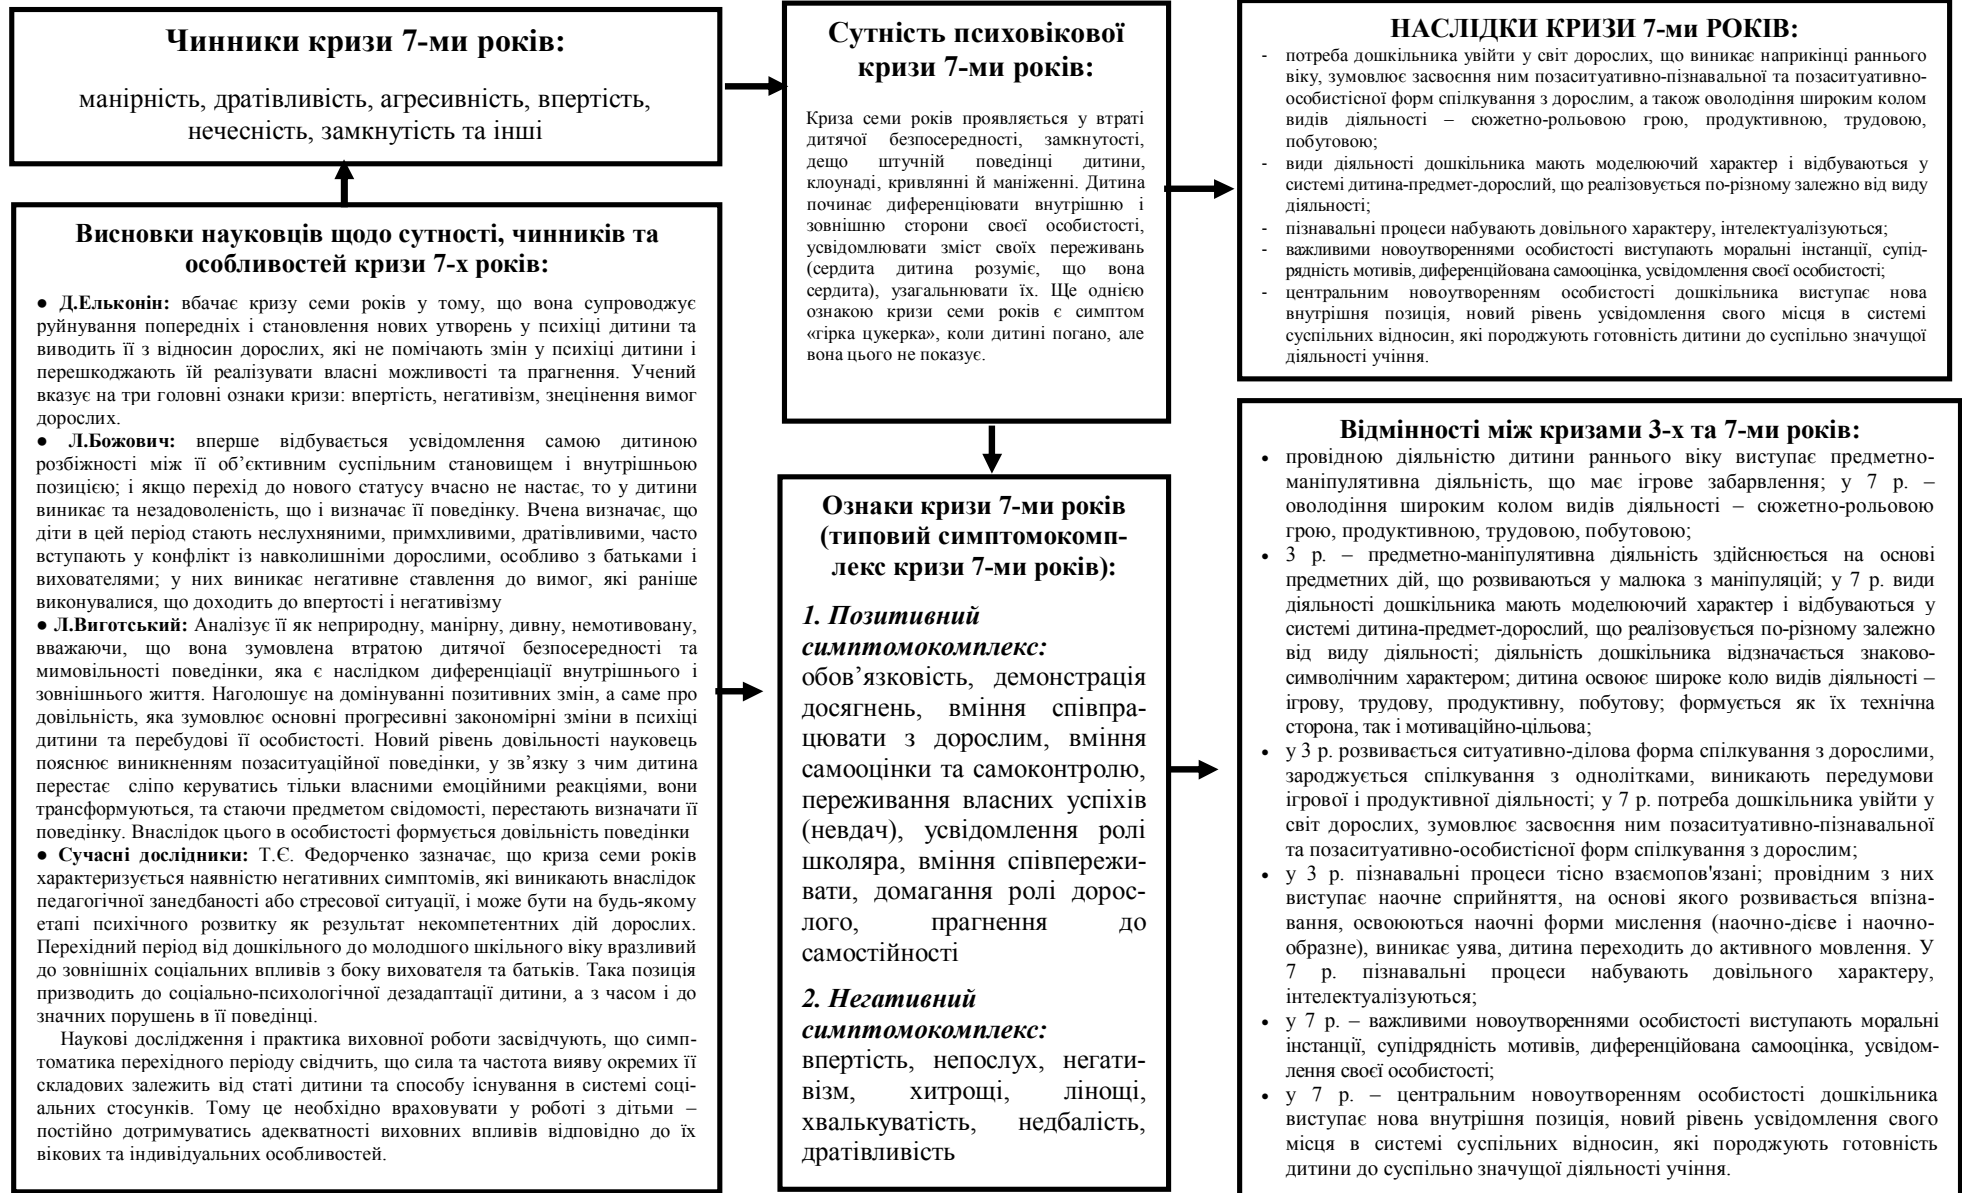 Чинники кризи 7-ми років:
манірність, дратівливість, агресивність, впертість,
нечесність, замкнутість та інші
Висновки науковців щодо сутності, чинників та
особливостей кризи 7-х років:
● Д.Ельконін: вбачає кризу семи років у тому, що вона супроводжує
руйнування попередніх і становлення нових утворень у психіці дитини та
виводить її з відносин дорослих, які не помічають змін у психіці дитини і
перешкоджають їй реалізувати власні можливості та прагнення. Учений
вказує на три головні ознаки кризи: впертість, негативізм, знецінення вимог
дорослих.
● Л.Божович: вперше відбувається усвідомлення самою дитиною
розбіжності між її об’єктивним суспільним становищем і внутрішньою
позицією; і якщо перехід до нового статусу вчасно не настає, то у дитини
виникає та незадоволеність, що і визначає її поведінку. Вчена визначає, що
діти в цей період стають неслухняними, примхливими, дратівливими, часто
вступають у конфлікт із навколишніми дорослими, особливо з батьками і
вихователями; у них виникає негативне ставлення до вимог, які раніше
виконувалися, що доходить до впертості і негативізму
● Л.Виготський: Аналізує її як неприродну, манірну, дивну, немотивовану,
вважаючи, що вона зумовлена втратою дитячої безпосередності та
мимовільності поведінки, яка є наслідком диференціації внутрішнього і
зовнішнього життя. Наголошує на домінуванні позитивних змін, а саме про
довільність, яка зумовлює основні прогресивні закономірні зміни в психіці
дитини та перебудові її особистості. Новий рівень довільності науковець
пояснює виникненням позаситуаційної поведінки, у зв’язку з чим дитина
перестає сліпо керуватись тільки власними емоційними реакціями, вони
трансформуються, та стаючи предметом свідомості, перестають визначати її
поведінку. Внаслідок цього в особистості формується довільність поведінки
● Сучасні дослідники: Т.Є. Федорченко зазначає, що криза семи років
характеризується наявністю негативних симптомів, які виникають внаслідок
педагогічної занедбаності або стресової ситуації, і може бути на будь-якому
етапі психічного розвитку як результат некомпетентних дій дорослих.
Перехідний період від дошкільного до молодшого шкільного віку вразливий
до зовнішніх соціальних впливів з боку вихователя та батьків. Така позиція
призводить до соціально-психологічної дезадаптації дитини, а з часом і до
значних порушень в її поведінці.
Наукові дослідження і практика виховної роботи засвідчують, що симп-
томатика перехідного періоду свідчить, що сила та частота вияву окремих її
складових залежить від статі дитини та способу існування в системі соці-
альних стосунків. Тому це необхідно враховувати у роботі з дітьми –
постійно дотримуватись адекватності виховних впливів відповідно до їх
вікових та індивідуальних особливостей.
Сутність психовікової
кризи 7-ми років:
Криза семи років проявляється у втраті
дитячої безпосередності, замкнутості,
дещо штучній поведінці дитини,
клоунаді, кривлянні й маніженні. Дитина
починає диференціювати внутрішню і
зовнішню сторони своєї особистості,
усвідомлювати зміст своїх переживань
(сердита дитина розуміє, що вона
сердита), узагальнювати їх. Ще однією
ознакою кризи семи років є симптом
«гірка цукерка», коли дитині погано, але
вона цього не показує.
Ознаки кризи 7-ми років
(типовий симптомокомп-
лекс кризи 7-ми років):
1. Позитивний
симптомокомплекс:
обов’язковість, демонстрація
досягнень, вміння співпра-
цювати з дорослим, вміння
самооцінки та самоконтролю,
переживання власних успіхів
(невдач), усвідомлення ролі
школяра, вміння співпережи-
вати, домагання ролі дорос-
лого, прагнення до
самостійності
2. Негативний
симптомокомплекс:
впертість, непослух, негати-
візм, хитрощі, лінощі,
хвалькуватість, недбалість,
дратівливість
НАСЛІДКИ КРИЗИ 7-ми РОКІВ:
- потреба дошкільника увійти у світ дорослих, що виникає наприкінці раннього
віку, зумовлює засвоєння ним позаситуативно-пізнавальної та позаситуативно-
особистісної форм спілкування з дорослим, а також оволодіння широким колом
видів діяльності – сюжетно-рольовою грою, продуктивною, трудовою,
побутовою;
- види діяльності дошкільника мають моделюючий характер і відбуваються у
системі дитина-предмет-дорослий, що реалізовується по-різному залежно від виду
діяльності;
- пізнавальні процеси набувають довільного характеру, інтелектуалізуються;
- важливими новоутвореннями особистості виступають моральні інстанції, супід-
рядність мотивів, диференційована самооцінка, усвідомлення своєї особистості;
- центральним новоутворенням особистості дошкільника виступає нова
внутрішня позиція, новий рівень усвідомлення свого місця в системі
суспільних відносин, які породжують готовність дитини до суспільно значущої
діяльності учіння.
Відмінності між кризами 3-х та 7-ми років:
• провідною діяльністю дитини раннього віку виступає предметно-
маніпулятивна діяльність, що має ігрове забарвлення; у 7 р. –
оволодіння широким колом видів діяльності – сюжетно-рольовою
грою, продуктивною, трудовою, побутовою;
• 3 р. – предметно-маніпулятивна діяльність здійснюється на основі
предметних дій, що розвиваються у малюка з маніпуляцій; у 7 р. види
діяльності дошкільника мають моделюючий характер і відбуваються у
системі дитина-предмет-дорослий, що реалізовується по-різному залежно
від виду діяльності; діяльність дошкільника відзначається знаково-
символічним характером; дитина освоює широке коло видів діяльності –
ігрову, трудову, продуктивну, побутову; формується як їх технічна
сторона, так і мотиваційно-цільова;
• у 3 р. розвивається ситуативно-ділова форма спілкування з дорослими,
зароджується спілкування з однолітками, виникають передумови
ігрової і продуктивної діяльності; у 7 р. потреба дошкільника увійти у
світ дорослих, зумовлює засвоєння ним позаситуативно-пізнавальної
та позаситуативно-особистісної форм спілкування з дорослим;
• у 3 р. пізнавальні процеси тісно взаємопов'язані; провідним з них
виступає наочне сприйняття, на основі якого розвивається впізна-
вання, освоюються наочні форми мислення (наочно-дієве і наочно-
образне), виникає уява, дитина переходить до активного мовлення. У
7 р. пізнавальні процеси набувають довільного характеру,
інтелектуалізуються;
• у 7 р. – важливими новоутвореннями особистості виступають моральні
інстанції, супідрядність мотивів, диференційована самооцінка, усвідом-
лення своєї особистості;
• у 7 р. – центральним новоутворенням особистості дошкільника
виступає нова внутрішня позиція, новий рівень усвідомлення свого
місця в системі суспільних відносин, які породжують готовність
дитини до суспільно значущої діяльності учіння.